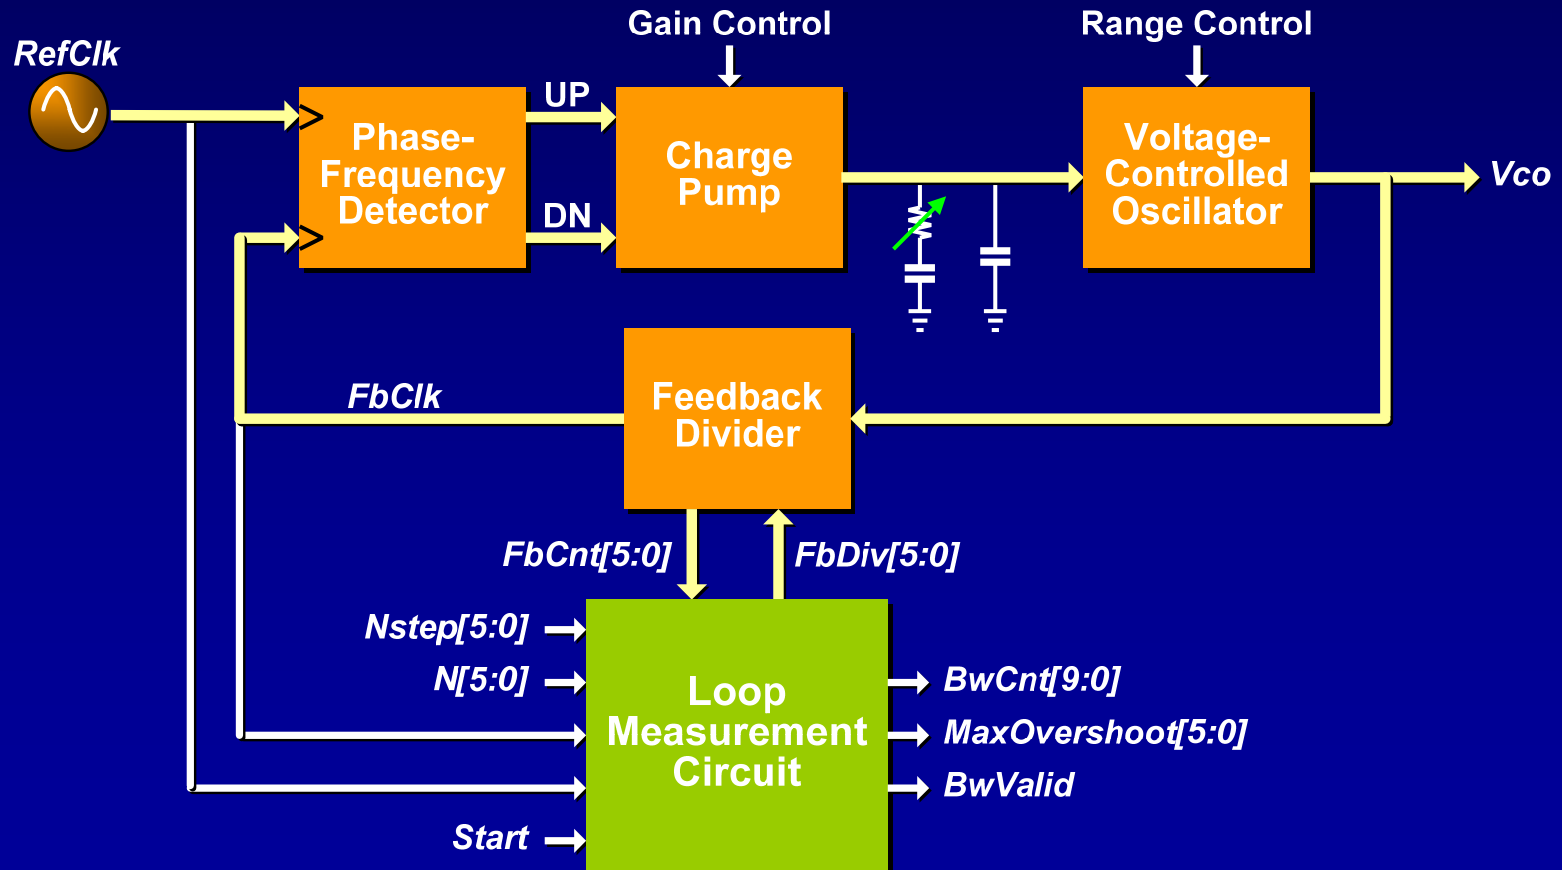 Gain Control
Range Control
RefClk
UP
Phase-
Frequency
Detector
DN
Charge
Pump
Voltage-
Controlled
Oscillator
Vco
FbClk
Feedback
Divider
FbCnt[5:0]
FbDiv[5:0]
Nstep[5:0]
N[5:0]
Loop
Measurement
Circuit
BwCnt[9:0]
MaxOvershoot[5:0]
BwValid
Start